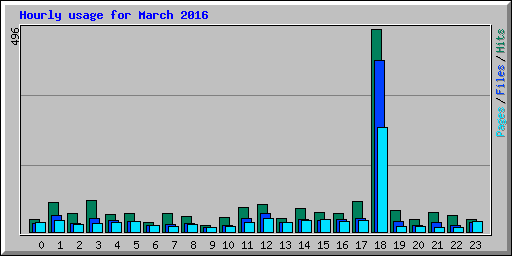 Hourly usage for March 2016
496
Pages/Files/Hits
0 1 2 3 4 5 6 7 8 9 10 11 12 13 14 15 16 17 18 19 20 21 22 23